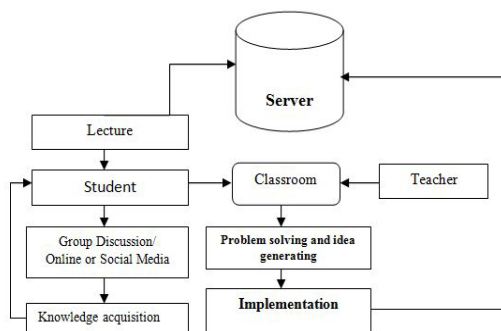 Server
Lecture
Student
Classroom
Teacher
Group Discussion/
Online or Social Media
Problem solving and idea
generating
Knowledge acquisition
Implementation